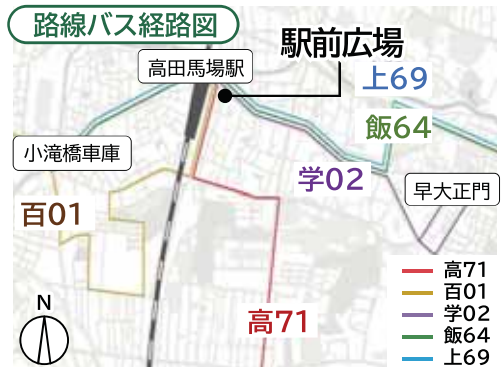 路線バス経路図
駅前広場
高田馬場駅
上69
飯64
小滝橋車庫
学02
早大正門
百01
高71
N
高71
百01
学02
飯64
上69